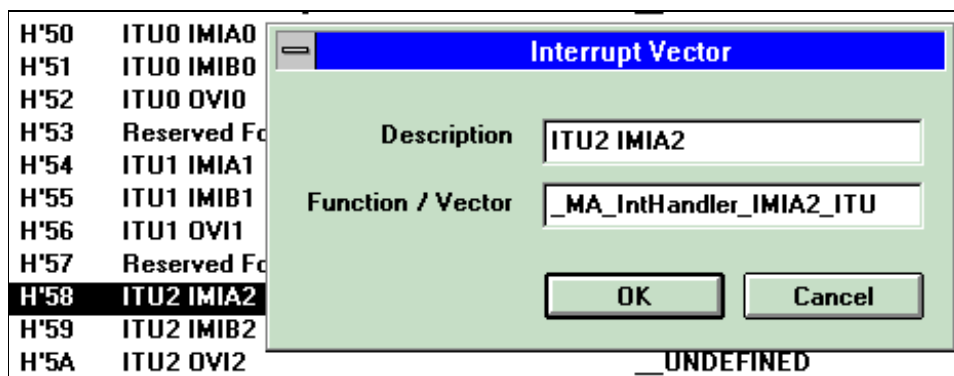 H'50 ITU0 IMIA0
H'51 ITU0 IMIB0
H'52 ITU0 OVI0
H'53 Reserved Fo
H'54 ITU1 IMIA1
H'55 ITU1 IMIB1
H'56 ITU1 OVI1
H'57 Reserved Fo
H'58 ITU2 IMIA2
H'59 ITU2 IMIB2
H'5A ITU2 OVI2 __UNDEFINED
Interrupt Vector
Description ITU2 IMIA2
Function / Vector _MA_IntHandler_IMIA2_ITU
OK Cancel